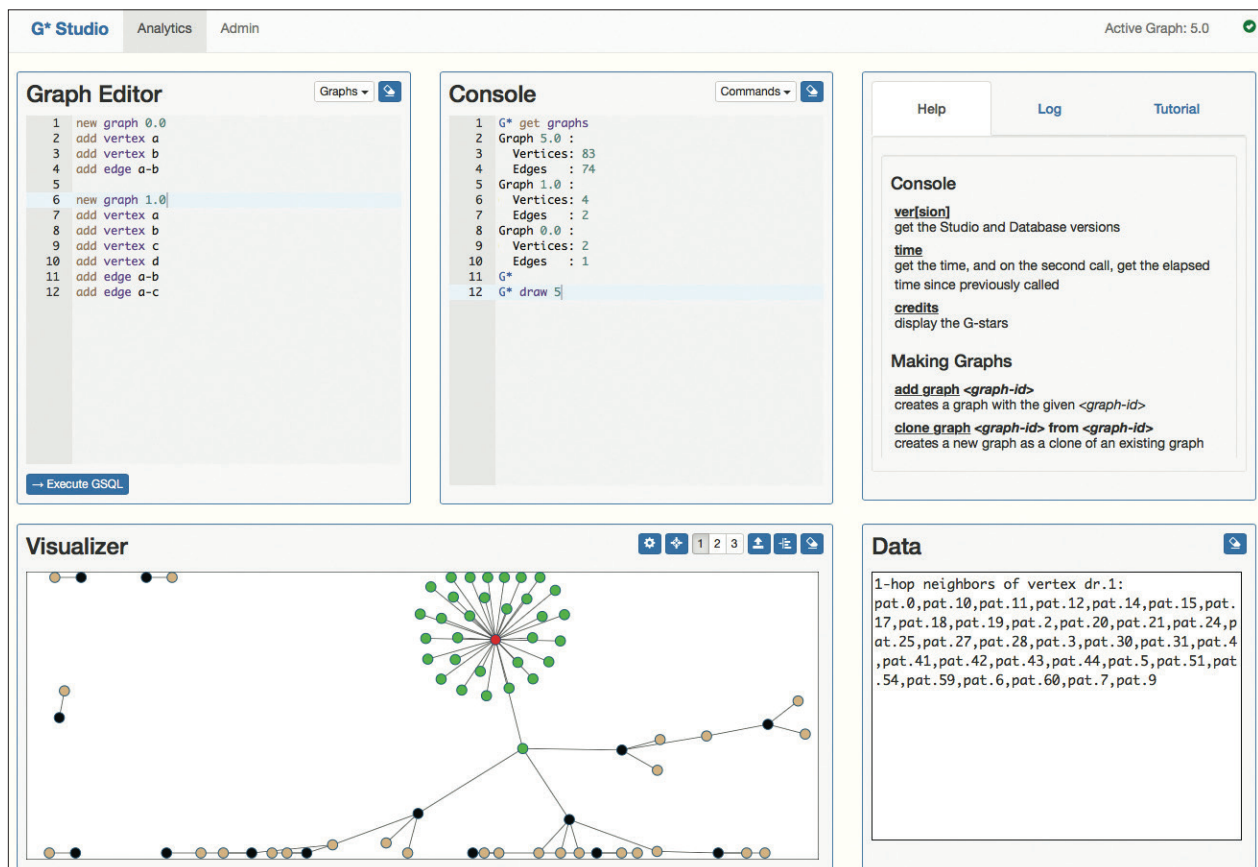 G* Studio Analytics Admin Active Graph: 5.0
Graph Editor Graphs
1 new graph 0.0
2 add vertex a
3 add vertex b
4 add edge a-b
5
6 new graph 1.0
7 add vertex a
8 add vertex b
9 add vertex c
10 add vertex d
11 add edge a-b
12 add edge a-c
→ Execute GSQL
Console Commands
1 G* get graphs
2 Graph 5.0 :
3 Vertices: 83
4 Edges : 74
5 Graph 1.0 :
6 Vertices: 4
7 Edges : 2
8 Graph 0.0 :
9 Vertices: 2
10 Edges : 1
11 G*
12 G* draw 5
Help Log Tutorial
Console
ver[sion]
get the Studio and Database versions
time
get the time, and on the second call, get the elapsed
time since previously called
credits
display the G-stars
Making Graphs
add graph <graph-id>
creates a graph with the given <graph-id>
clone graph <graph-id> from <graph-id>
creates a new graph as a clone of an existing graph
Visualizer 1 2 3
Data
1-hop neighbors of vertex dr.1:
pat.0,pat.10,pat.11,pat.12,pat.14,pat.15,pat.
17,pat.18,pat.19,pat.2,pat.20,pat.21,pat.24,p
at.25,pat.27,pat.28,pat.3,pat.30,pat.31,pat.4
,pat.41,pat.42,pat.43,pat.44,pat.5,pat.51,pat
.54,pat.59,pat.6,pat.60,pat.7,pat.9